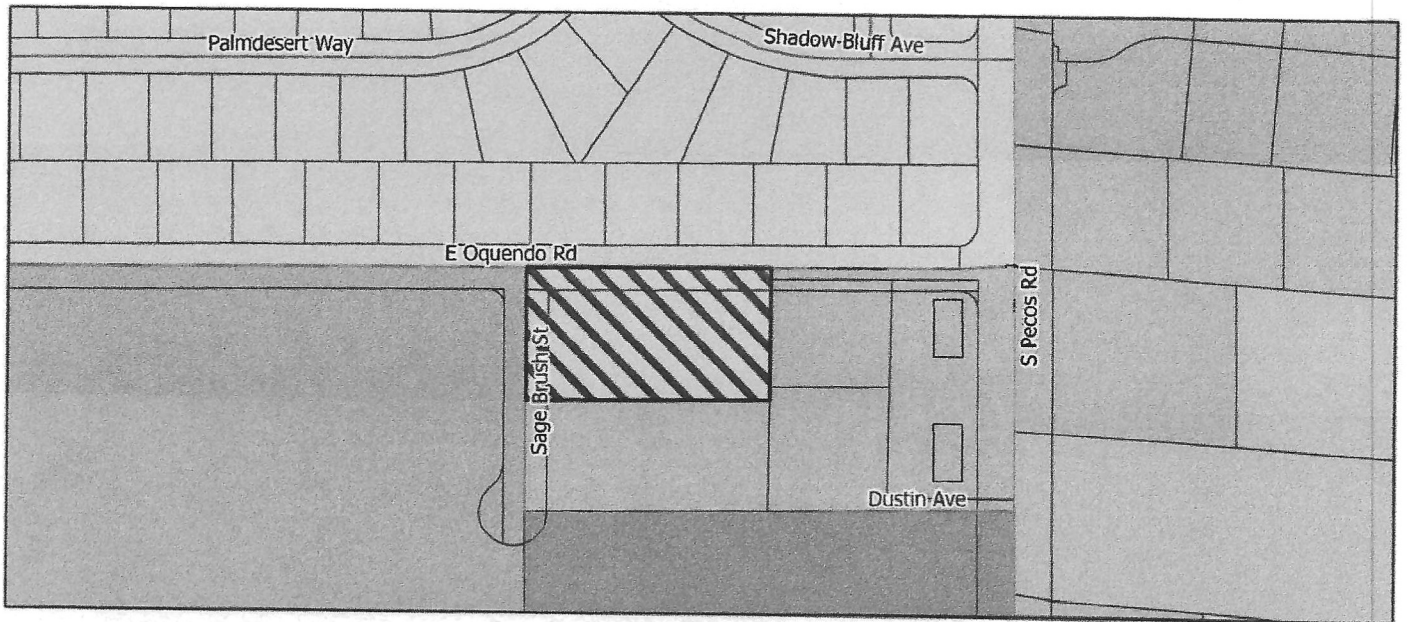 Palmdesert Way
Shadow Bluff Ave
E Oquendo Rd
S Pecos Rd
Sage Brush St
Dustin Ave